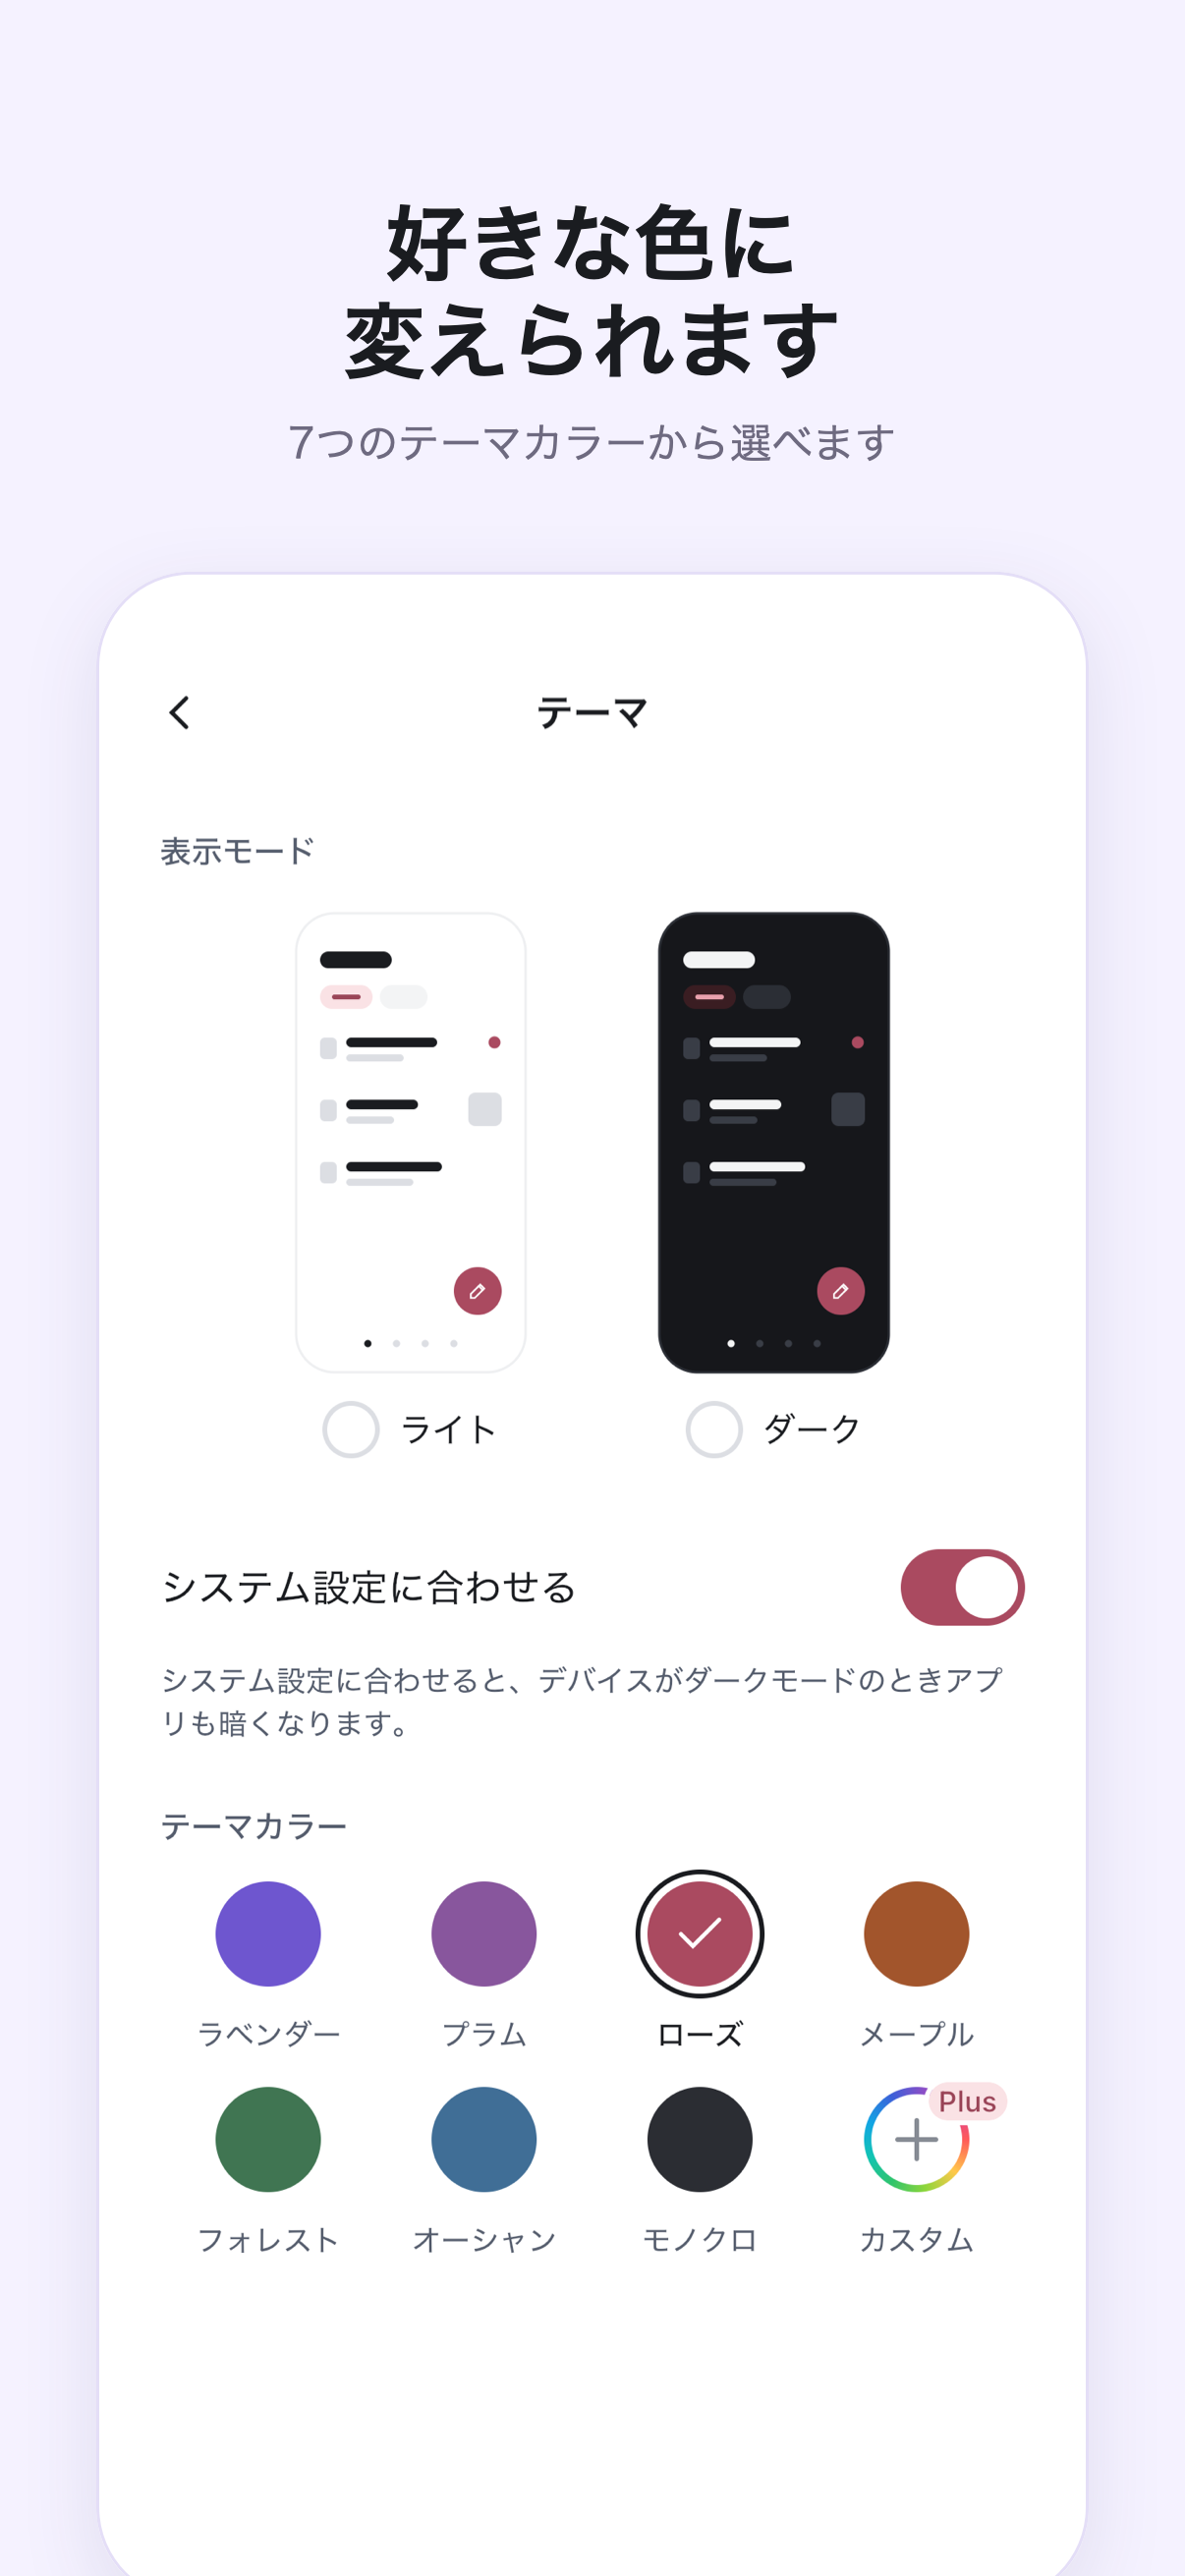 好きな色に
変えられます
7つのテーマカラーから選べます
テーマ
表示モード
ライト
ダーク
システム設定に合わせる
システム設定に合わせると、デバイスがダークモードのときアプ
リも暗くなります。
テーマカラー
ラベンダー
プラム
ローズ
メープル
Plus
フォレスト
オーシャン
モノクロ
カスタム